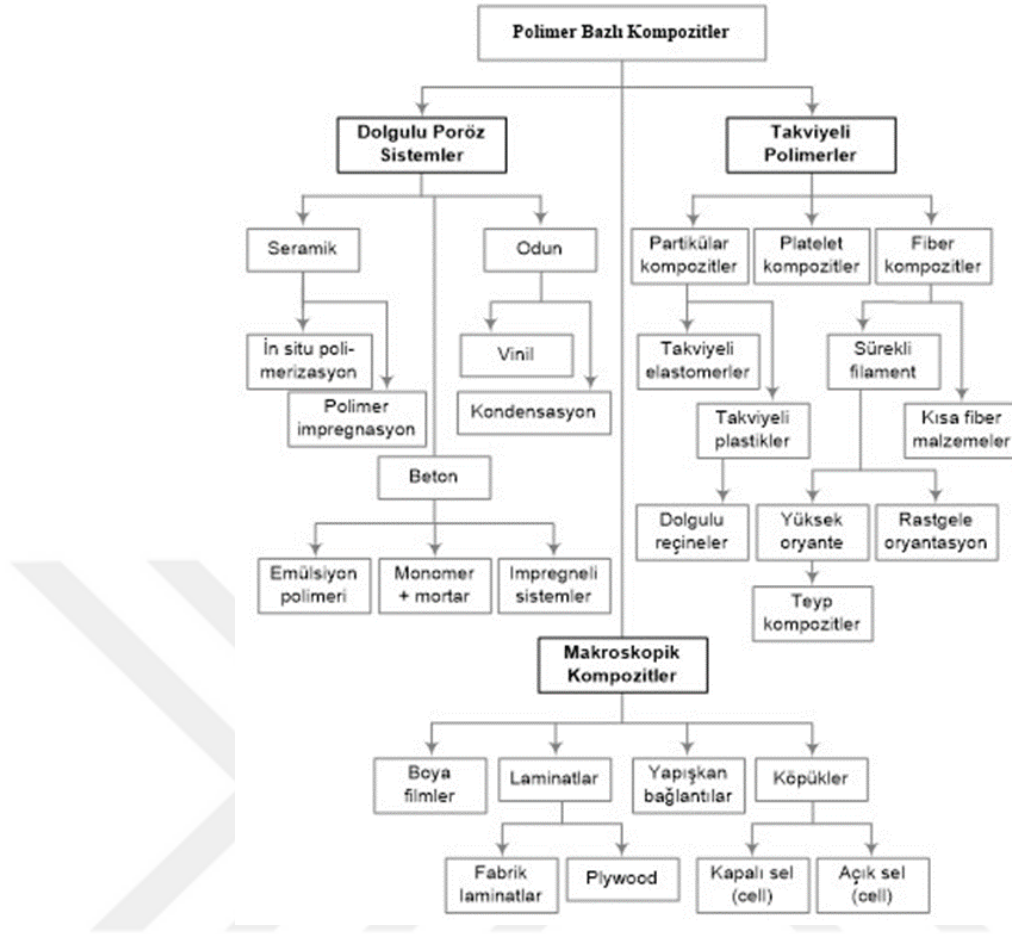 Polimer Bazlı Kompozitler
Dolgulu Poröz
Sistemler
Takviyeli
Polimerler
Seramik
Odun
Partikülar
kompozitler
Platelet
kompozitler
Fiber
kompozitler
İn situ poli-
merizasyon
Vinil
Takviyeli
elastomerler
Sürekli
filament
Polimer
impregnasyon
Kondensasyon
Takviyeli
plastikler
Kısa fiber
malzemeler
Beton
Dolgulu
reçineler
Yüksek
oryante
Rastgele
oryantasyon
Emülsiyon
polimeri
Monomer
+ mortar
Impregneli
sistemler
Teyp
kompozitler
Makroskopik
Kompozitler
Boya
filmler
Laminatlar
Yapışkan
bağlantılar
Köpükler
Fabrik
laminatlar
Plywood
Kapalı sel
(cell)
Açık sel
(cell)